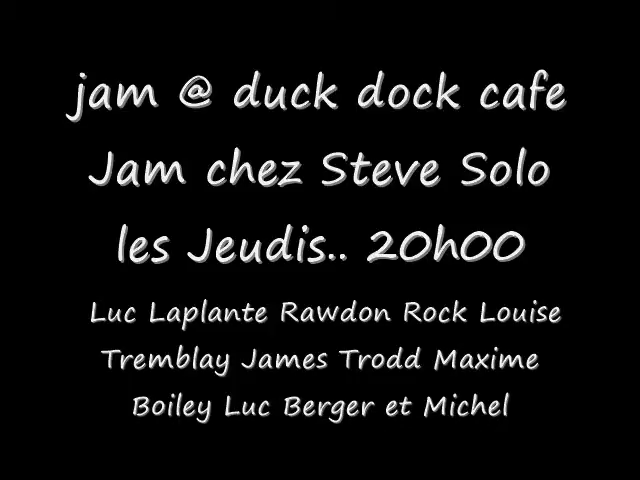 jam @ duck dock cafe
Jam chez Steve Solo
les Jeudis.. 20h00
Luc Laplante Rawdon Rock Louise
Tremblay James Trodd Maxime
Boiley Luc Berger et Michel